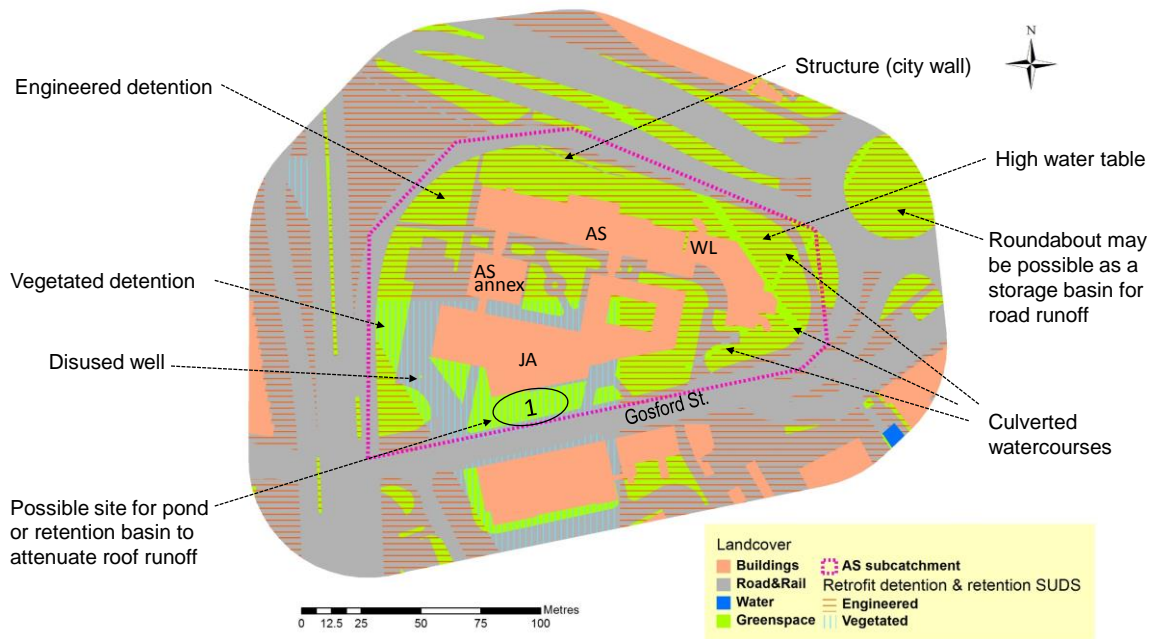 N
Structure (city wall)
Engineered detention
High water table
AS
WL
Roundabout may
be possible as a
storage basin for
road runoff
AS
annex
Vegetated detention
Disused well
JA
1
Gosford St.
Culverted
watercourses
Possible site for pond
or retention basin to
attenuate roof runoff
Landcover
Buildings
Road&Rail
Water
Greenspace
AS subcatchment
Retrofit detention & retention SUDS
Engineered
Vegetated
Metres
0 12.5 25 50 75 100